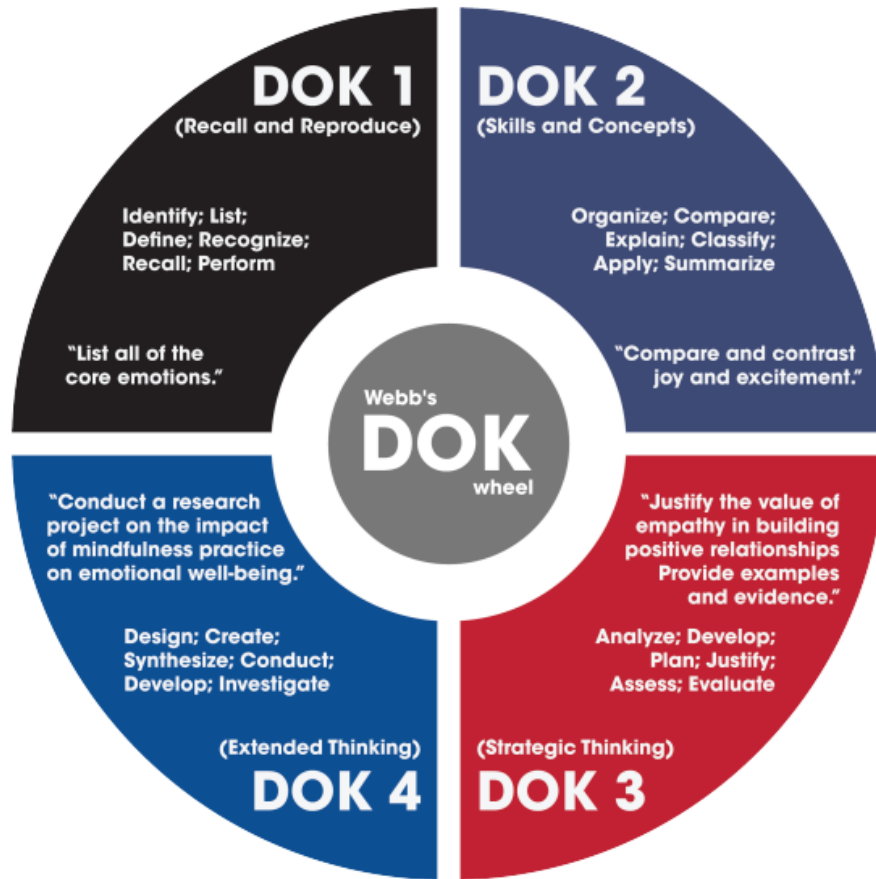 DOK 1
(Recall and Reproduce)
Identify; List;
Define; Recognize;
Recall; Perform
“List all of the
core emotions.”
DOK 2
(Skills and Concepts)
Organize; Compare;
Explain; Classify;
Apply; Summarize
“Compare and contrast
joy and excitement.”
Webb's
DOK
wheel
“Justify the value of
empathy in building
positive relationships
Provide examples
and evidence.”
Analyze; Develop;
Plan; Justify;
Assess; Evaluate
(Strategic Thinking)
DOK 3
“Conduct a research
project on the impact
of mindfulness practice
on emotional well-being.”
Design; Create;
Synthesize; Conduct;
Develop; Investigate
(Extended Thinking)
DOK 4